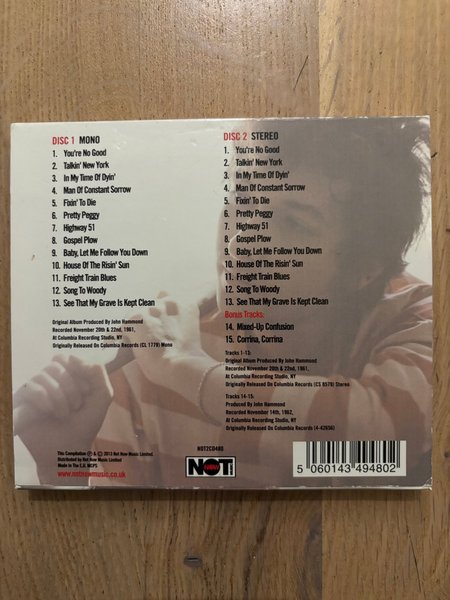 DISC 1 MONO
1. You're No Good
2. Talkin' New York
3. In My Time Of Dyin'
4. Man Of Constant Sorrow
5. Fixin' To Die
6. Pretty Peggy
7. Highway 51
8. Gospel Plow
9. Baby, Let Me Follow You Down
10. House Of The Risin' Sun
11. Freight Train Blues
12. Song To Woody
13. See That My Grave Is Kept Clean
Original Album Produced By John Hammond
Recorded November 20th & 22nd, 1961,
At Columbia Recording Studio, NY
Originally Released On Columbia Records (CL 1779) Mono
DISC 2 STEREO
1. You're No Good
2. Talkin' New York
3. In My Time Of Dyin'
4. Man Of Constant Sorrow
5. Fixin' To Die
6. Pretty Peggy
7. Highway 51
8. Gospel Plow
9. Baby, Let Me Follow You Down
10. House Of The Risin' Sun
11. Freight Train Blues
12. Song To Woody
13. See That My Grave Is Kept Clean
Bonus Tracks:
14. Mixed-Up Confusion
15. Corrina, Corrina
Tracks 1-13:
Original Album Produced By John Hammond
Recorded November 20th & 22nd, 1961,
At Columbia Recording Studio, NY
Originally Released On Columbia Records (CS 8579) Stereo
Tracks 14-15:
Produced By John Hammond
Recorded November 14th, 1962,
At Columbia Recording Studio, NY
Originally Released On Columbia Records (4-42656)
This Compilation ℗ & © 2013 Not Now Music Limited.
Distributed by Not Now Music Limited
Made in The E.U. MCPS
www.notnowmusic.co.uk
NOT2CD480
NOT
5 060143 494802